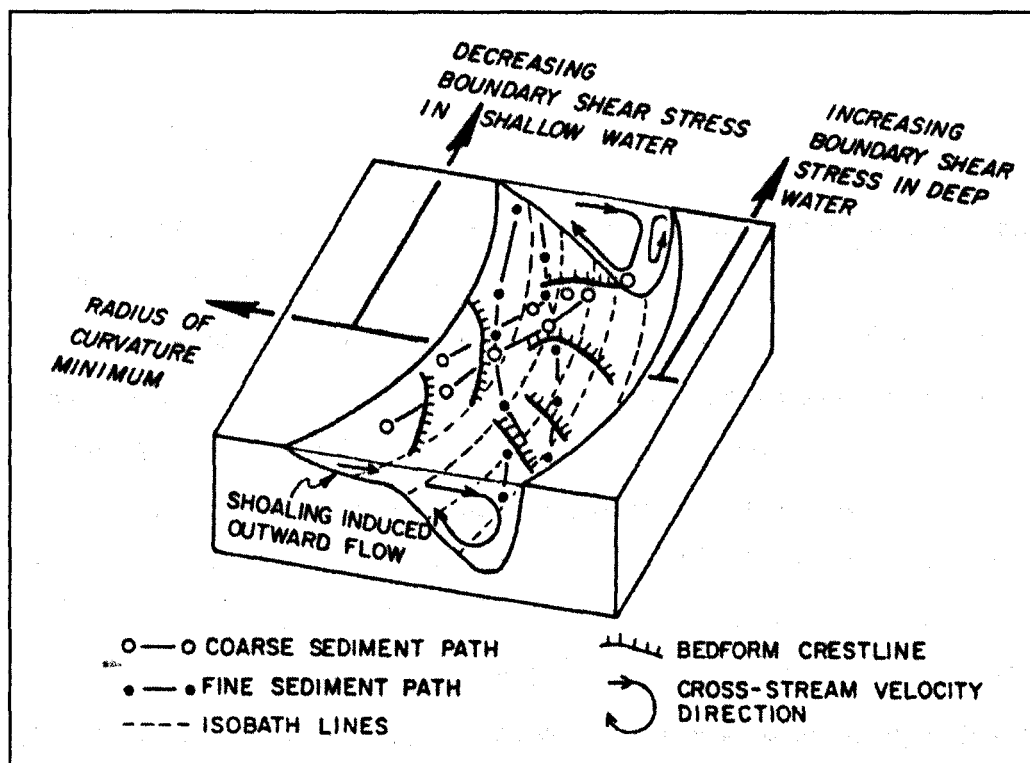 DECREASING
BOUNDARY SHEAR STRESS
IN SHALLOW WATER
INCREASING
BOUNDARY SHEAR
STRESS IN DEEP
WATER
RADIUS OF
CURVATURE
MINIMUM
SHOALING INDUCED
OUTWARD FLOW
COARSE SEDIMENT PATH
FINE SEDIMENT PATH
ISOBATH LINES
BEDFORM CRESTLINE
CROSS-STREAM VELOCITY
DIRECTION